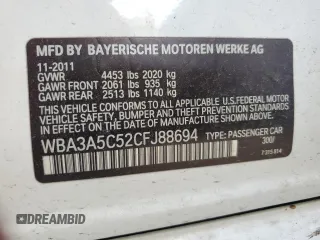 MFD BY BAYERISCHE MOTOREN WERKE AG
11-2011
GVWR 4453 lbs 2020 kg
GAWR FRONT 2061 lbs 935 kg
GAWR REAR 2513 lbs 1140 kg
THIS VEHICLE CONFORMS TO ALL
APPLICABLE U.S. FEDERAL MOTOR VEHICLE
SAFETY, BUMPER, AND THEFT PREVENTION
STANDARDS IN EFFECT ON THE DATE OF
MANUFACTURE SHOWN ABOVE.
WBA3A5C52CFJ88694
TYPE: PASSENGER CAR